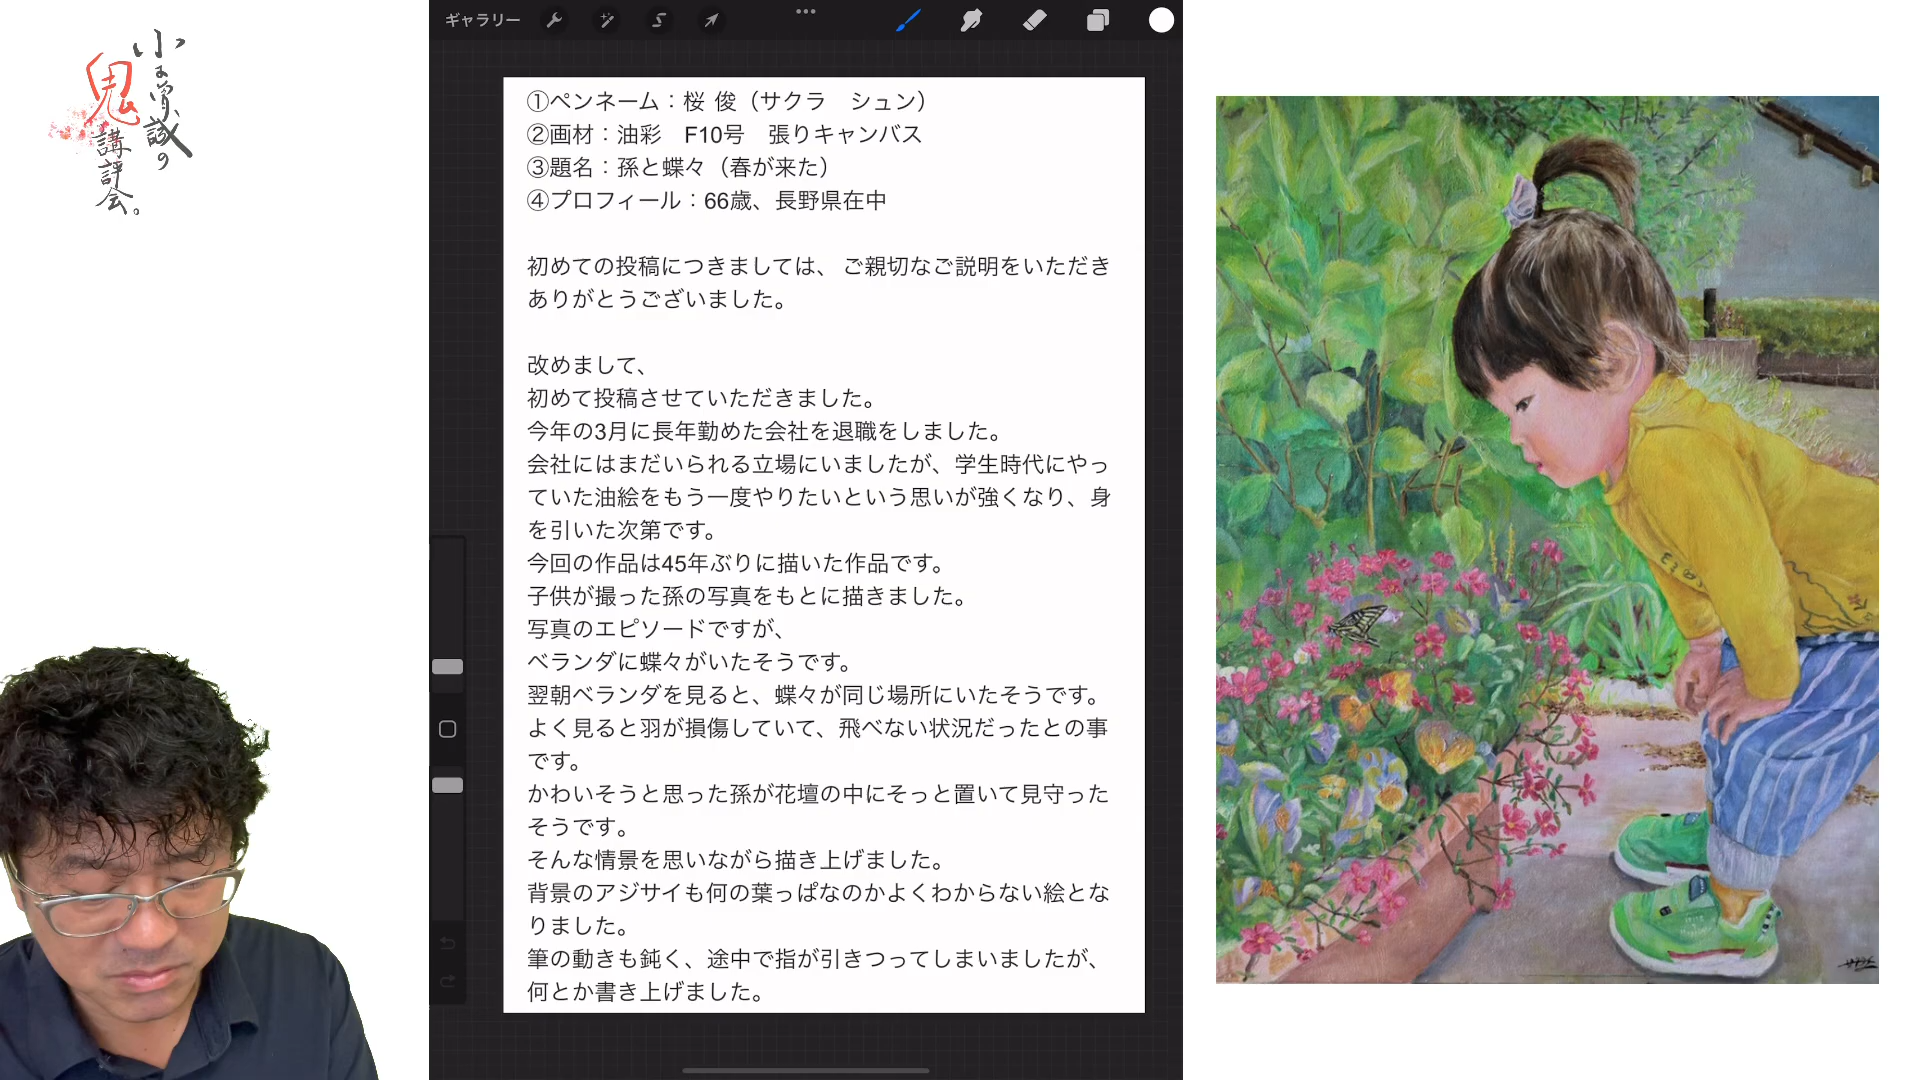 小木曽誠の
鬼
講評会。
ギャラリー
①ペンネーム：桜 俊（サクラ　シュン）
②画材：油彩　F10号　張りキャンバス
③題名：孫と蝶々（春が来た）
④プロフィール：66歳、長野県在中
初めての投稿につきましては、ご親切なご説明をいただき
ありがとうございました。
改めまして、
初めて投稿させていただきました。
今年の3月に長年勤めた会社を退職をしました。
会社にはまだいられる立場にいましたが、学生時代にやっ
ていた油絵をもう一度やりたいという思いが強くなり、身
を引いた次第です。
今回の作品は45年ぶりに描いた作品です。
子供が撮った孫の写真をもとに描きました。
写真のエピソードですが、
ベランダに蝶々がいたそうです。
翌朝ベランダを見ると、蝶々が同じ場所にいたそうです。
よく見ると羽が損傷していて、飛べない状況だったとの事
です。
かわいそうと思った孫が花壇の中にそっと置いて見守った
そうです。
そんな情景を思いながら描き上げました。
背景のアジサイも何の葉っぱなのかよくわからない絵とな
りました。
筆の動きも鈍く、途中で指が引きつってしまいましたが、
何とか書き上げました。